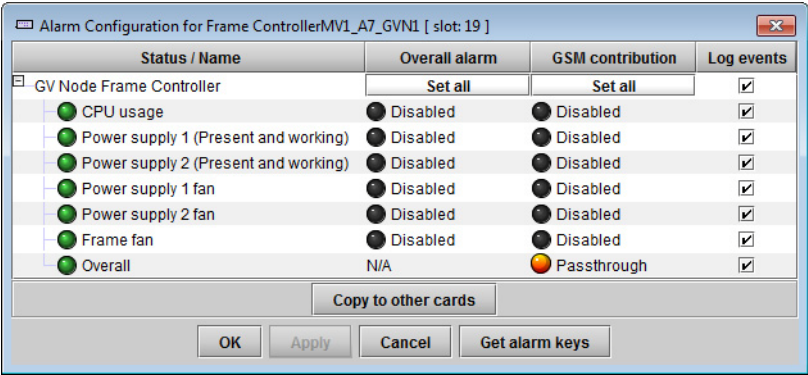 Alarm Configuration for Frame ControllerMV1_A7_GVN1 [ slot: 19 ]
Status / Name Overall alarm GSM contribution Log events
GV Node Frame Controller Set all Set all
CPU usage Disabled Disabled
Power supply 1 (Present and working) Disabled Disabled
Power supply 2 (Present and working) Disabled Disabled
Power supply 1 fan Disabled Disabled
Power supply 2 fan Disabled Disabled
Frame fan Disabled Disabled
Overall N/A Passthrough
Copy to other cards
OK Apply Cancel Get alarm keys